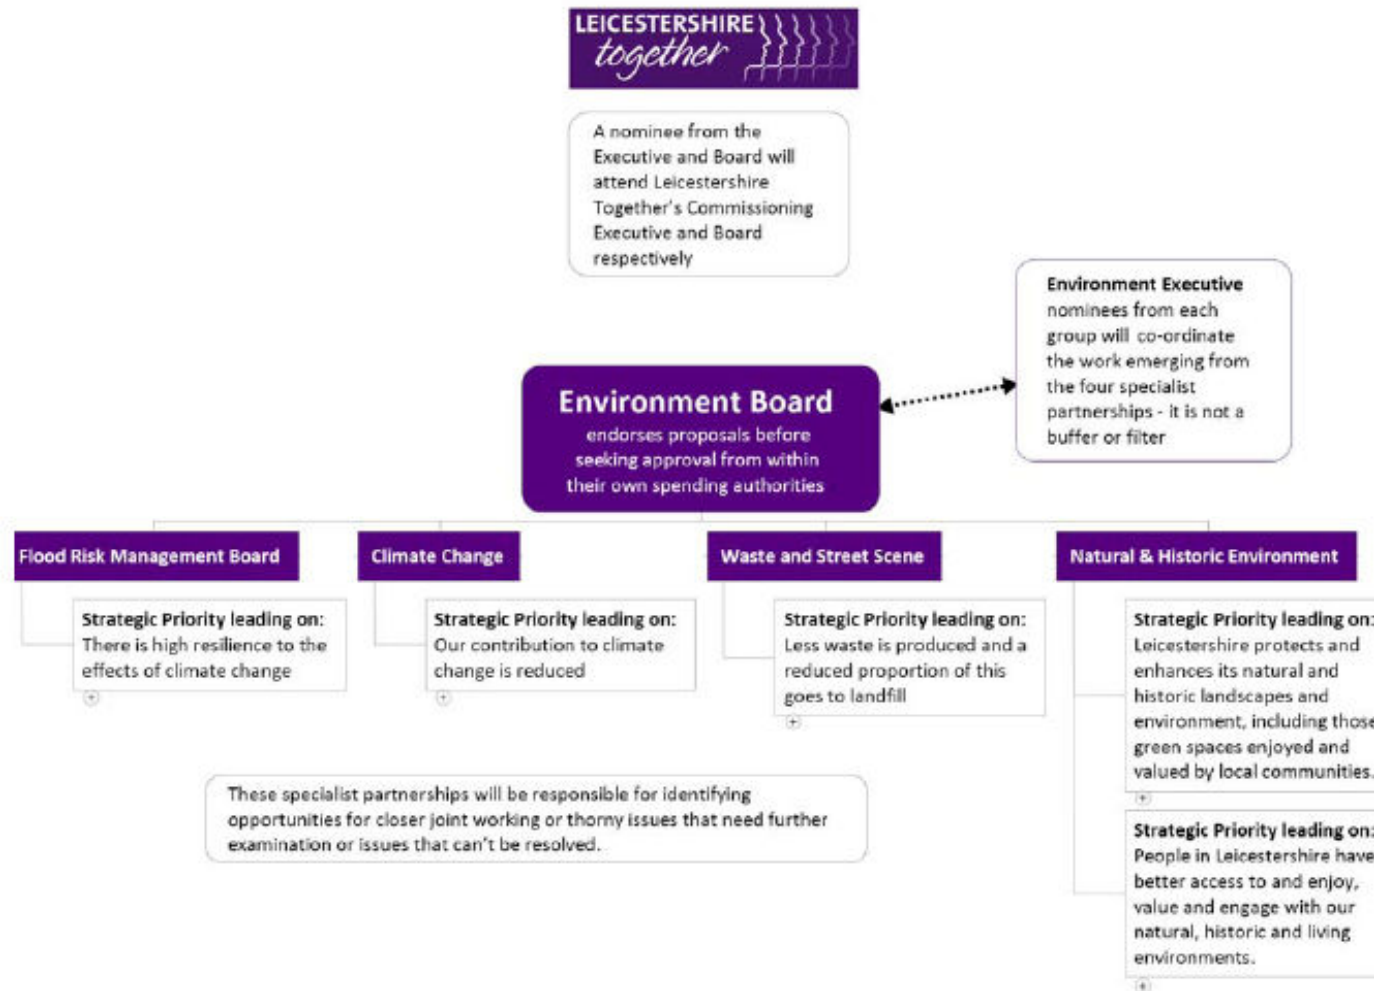 LEICESTERSHIRE
together
A nominee from the
Executive and Board will
attend Leicestershire
Together's Commissioning
Executive and Board
respectively
Environment Executive
nominees from each
group will co-ordinate
the work emerging from
the four specialist
partnerships - it is not a
buffer or filter
Environment Board
endorses proposals before
seeking approval from within
their own spending authorities
Flood Risk Management Board
Strategic Priority leading on:
There is high resilience to the
effects of climate change
Climate Change
Strategic Priority leading on:
Our contribution to climate
change is reduced
Waste and Street Scene
Strategic Priority leading on:
Less waste is produced and a
reduced proportion of this
goes to landfill
Natural & Historic Environment
Strategic Priority leading on:
Leicestershire protects and
enhances its natural and
historic landscapes and
environment, including those
green spaces enjoyed and
valued by local communities.
Strategic Priority leading on:
People in Leicestershire have
better access to and enjoy,
value and engage with our
natural, historic and living
environments.
These specialist partnerships will be responsible for identifying
opportunities for closer joint working or thorny issues that need further
examination or issues that can't be resolved.